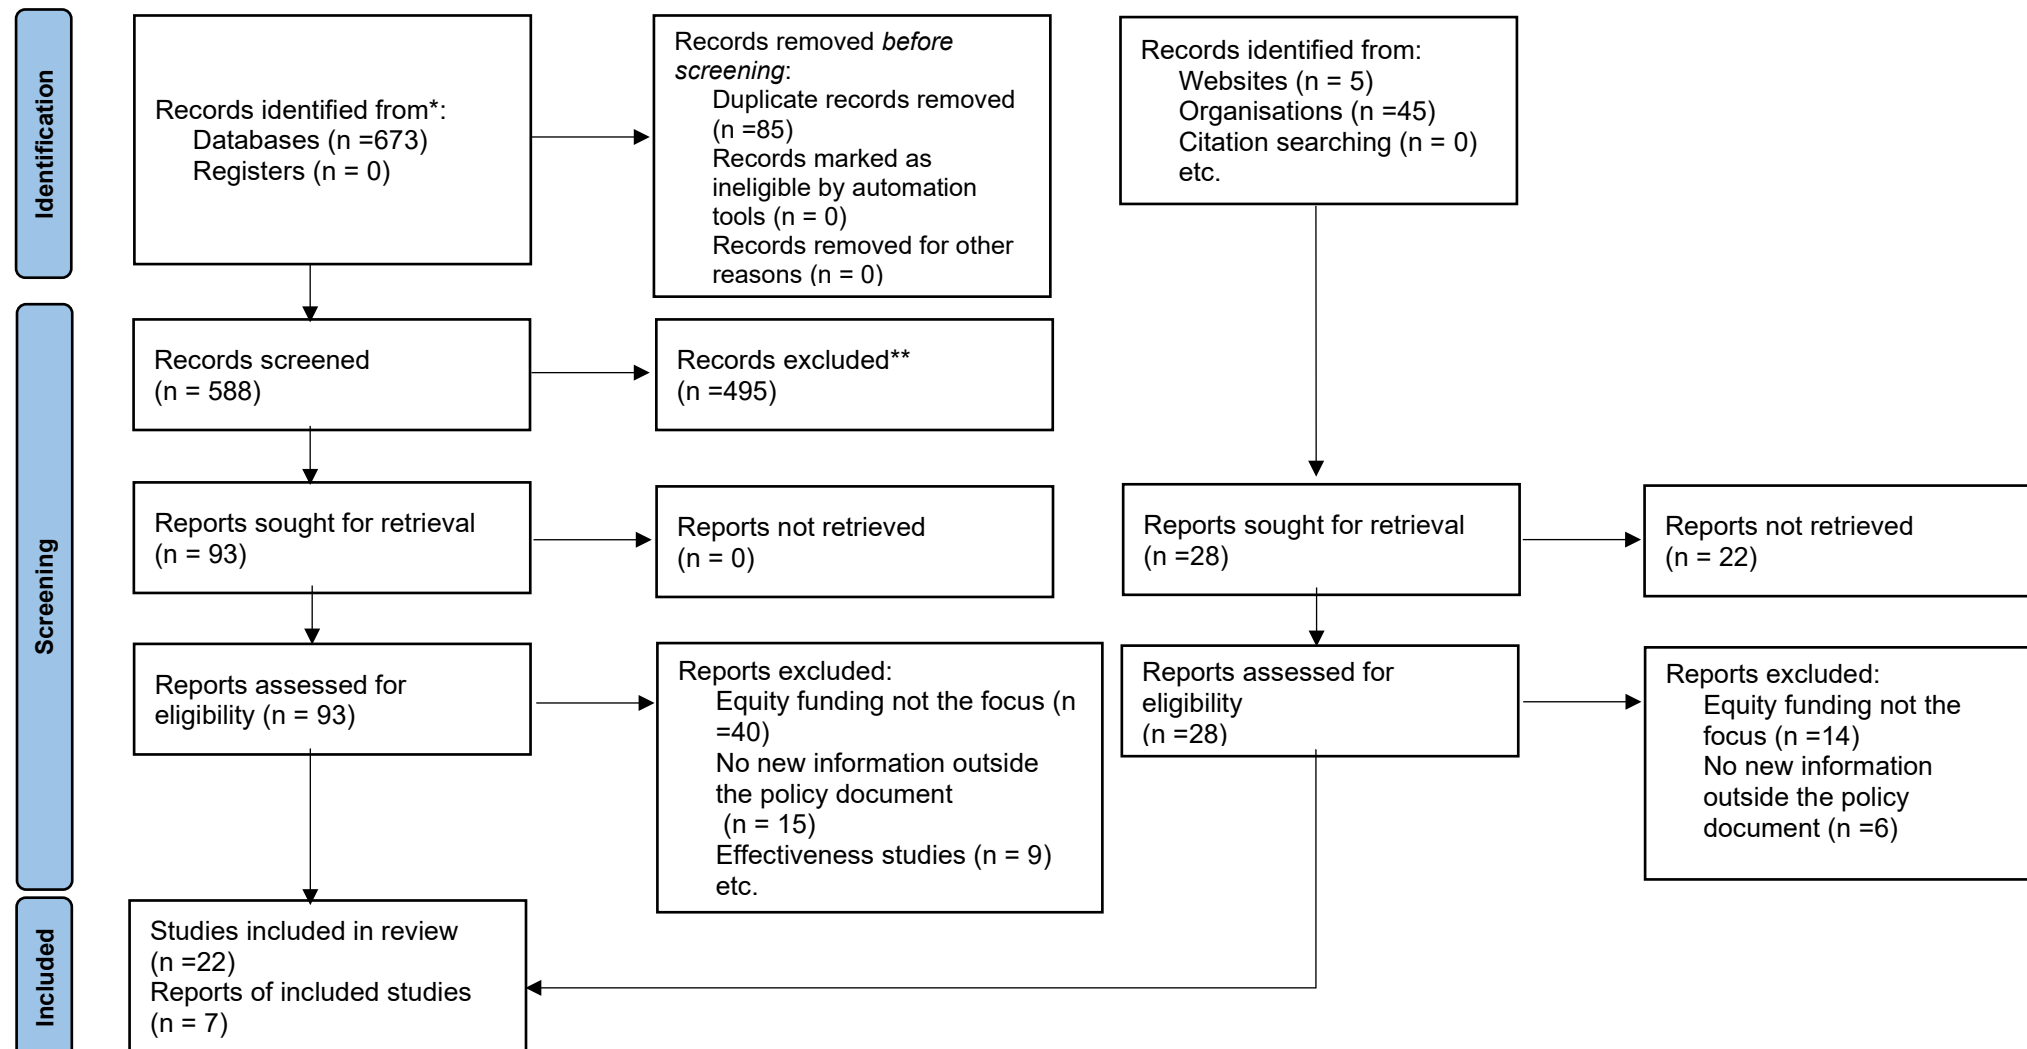 Identification
Records identified from*:
Databases (n =673)
Registers (n = 0)
Records removed before
screening:
Duplicate records removed
(n =85)
Records marked as
ineligible by automation
tools (n = 0)
Records removed for other
reasons (n = 0)
Records identified from:
Websites (n = 5)
Organisations (n =45)
Citation searching (n = 0)
etc.
Screening
Records screened
(n = 588)
Records excluded**
(n =495)
Reports sought for retrieval
(n = 93)
Reports not retrieved
(n = 0)
Reports sought for retrieval
(n =28)
Reports not retrieved
(n = 22)
Reports assessed for
eligibility (n = 93)
Reports excluded:
Equity funding not the focus (n
=40)
No new information outside
the policy document
(n = 15)
Effectiveness studies (n = 9)
etc.
Reports assessed for
eligibility
(n =28)
Reports excluded:
Equity funding not the
focus (n =14)
No new information
outside the policy
document (n =6)
Included
Studies included in review
(n =22)
Reports of included studies
(n = 7)